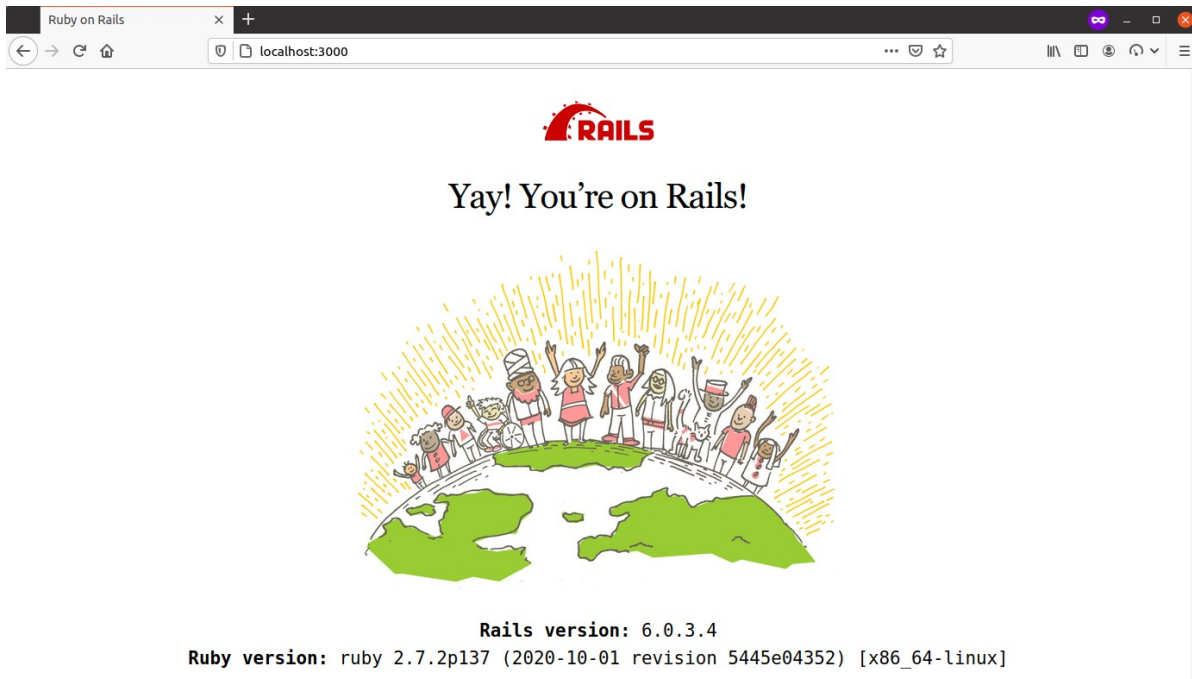 Ruby on Rails
localhost:3000
RAILS
Yay! You’re on Rails!
Rails version: 6.0.3.4
Ruby version: ruby 2.7.2p137 (2020-10-01 revision 5445e04352) [x86_64-linux]